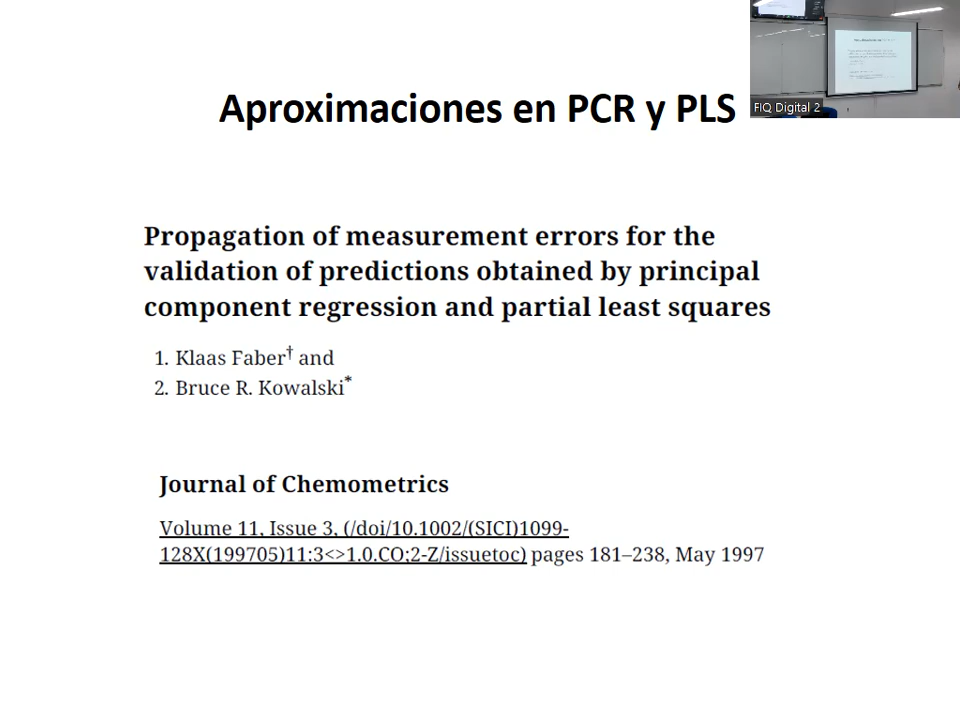 Aproximaciones en PCR y PLS
FIQ Digital 2
Propagation of measurement errors for the
validation of predictions obtained by principal
component regression and partial least squares
1. Klaas Faber† and
2. Bruce R. Kowalski*
Journal of Chemometrics
Volume 11, Issue 3, (/doi/10.1002/(SICI)1099-
128X(199705)11:3<>1.0.CO;2-Z/issuetoc) pages 181–238, May 1997